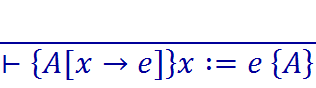 ⊢ {A[x → e]}x := e {A}